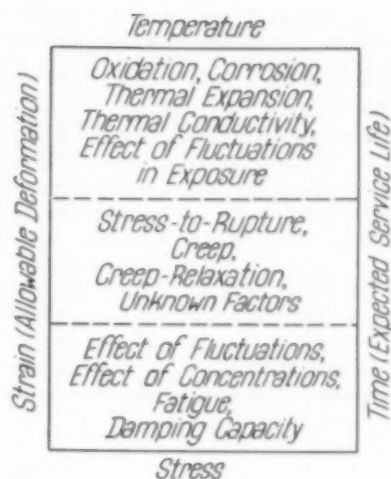 Temperature
Strain (Allowable Deformation)
Oxidation, Corrosion,
Thermal Expansion,
Thermal Conductivity,
Effect of Fluctuations
in Exposure
Stress-to-Rupture,
Creep,
Creep-Relaxation,
Unknown Factors
Effect of Fluctuations,
Effect of Concentrations,
Fatigue,
Damping Capacity
Time (Expected Service Life)
Stress